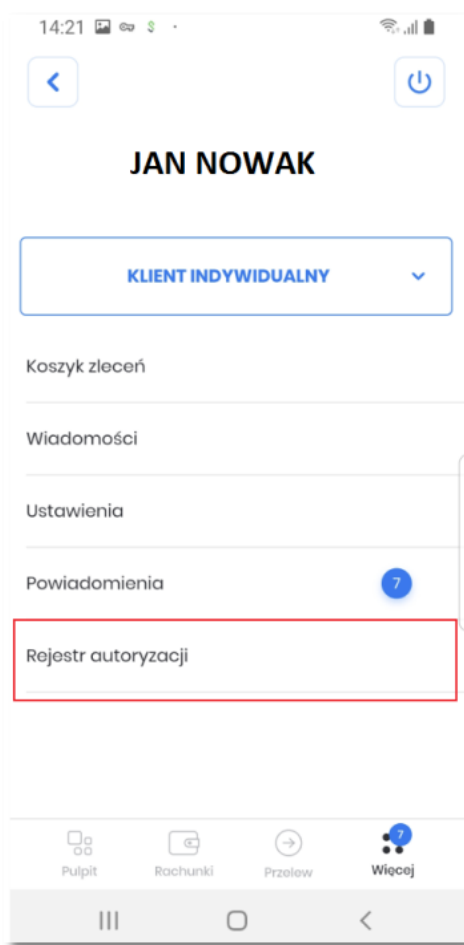 14:21
JAN NOWAK
KLIENT INDYWIDUALNY
Koszyk zleceń
Wiadomości
Ustawienia
Powiadomienia 7
Rejestr autoryzacji
7
Pulpit Rachunki Przelew Więcej